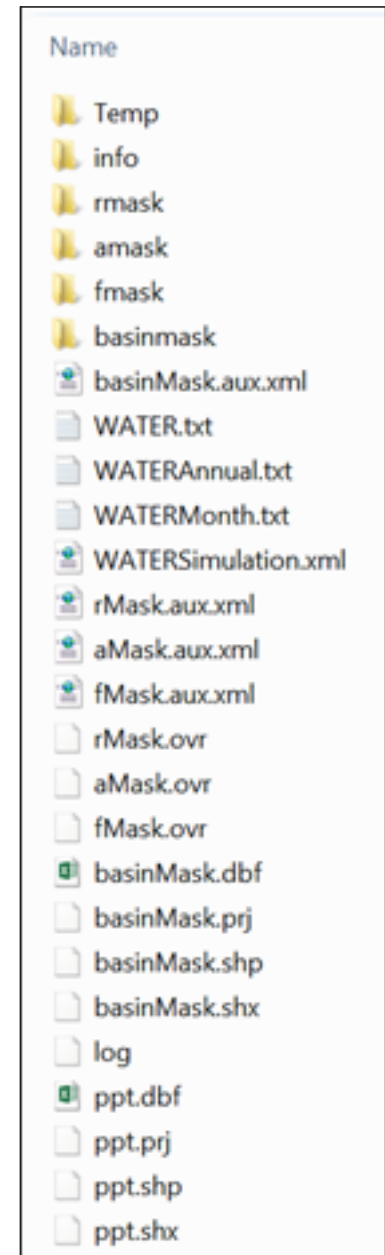 Name
Temp
info
rmask
amask
fmask
basinmask
basinMask.aux.xml
WATER.txt
WATERAnnual.txt
WATERMonth.txt
WATERSimulation.xml
rMask.aux.xml
aMask.aux.xml
fMask.aux.xml
rMask.ovr
aMask.ovr
fMask.ovr
basinMask.dbf
basinMask.prj
basinMask.shp
basinMask.shx
log
ppt.dbf
ppt.prj
ppt.shp
ppt.shx